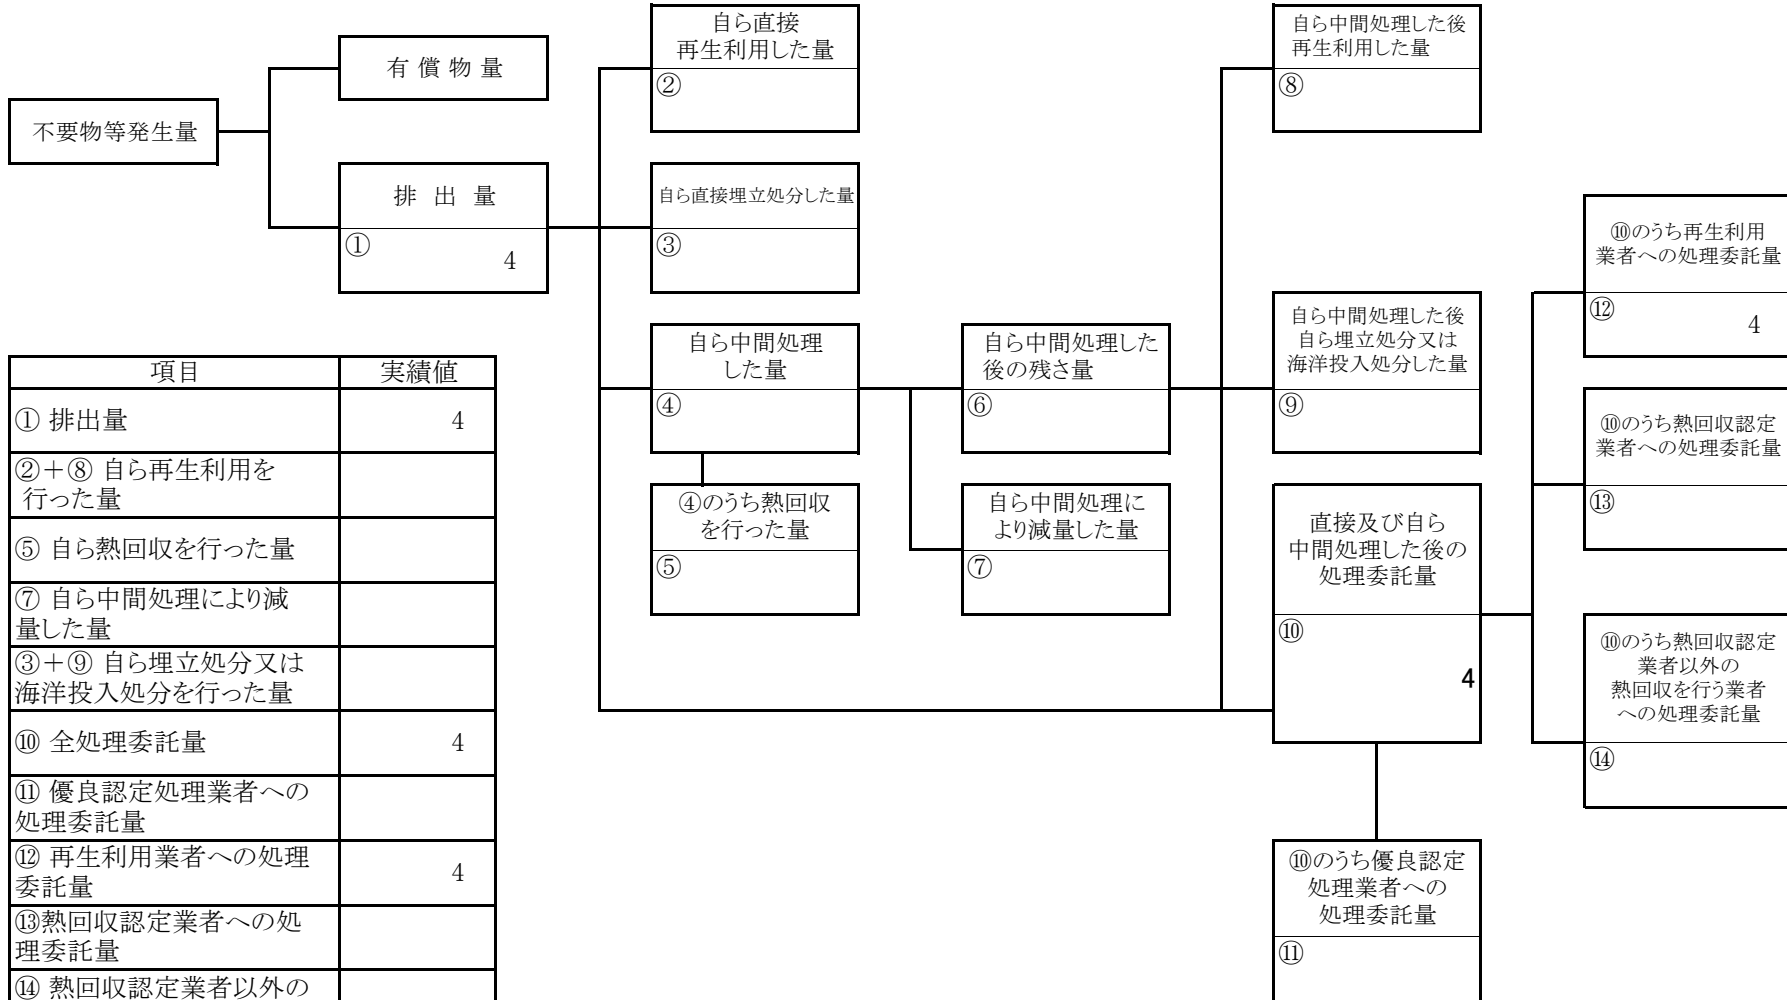 不要物等発生量
有 償 物 量
排 出 量
①
4
自ら直接
再生利用した量
②
自ら直接埋立処分した量
③
自ら中間処理
した量
④
④のうち熱回収
を行った量
⑤
自ら中間処理した
後の残さ量
⑥
自ら中間処理に
より減量した量
⑦
自ら中間処理した後
再生利用した量
⑧
自ら中間処理した後
自ら埋立処分又は
海洋投入処分した量
⑨
直接及び自ら
中間処理した後の
処理委託量
⑩
4
⑩のうち優良認定
処理業者への
処理委託量
⑪
⑩のうち再生利用
業者への処理委託量
⑫
4
⑩のうち熱回収認定
業者への処理委託量
⑬
⑩のうち熱回収認定
業者以外の
熱回収を行う業者
への処理委託量
⑭
項目 実績値
① 排出量 4
②+⑧ 自ら再生利用を
行った量
⑤ 自ら熱回収を行った量
⑦ 自ら中間処理により減
量した量
③+⑨ 自ら埋立処分又は
海洋投入処分を行った量
⑩ 全処理委託量 4
⑪ 優良認定処理業者への
処理委託量
⑫ 再生利用業者への処理
委託量 4
⑬熱回収認定業者への処
理委託量
⑭ 熱回収認定業者以外の